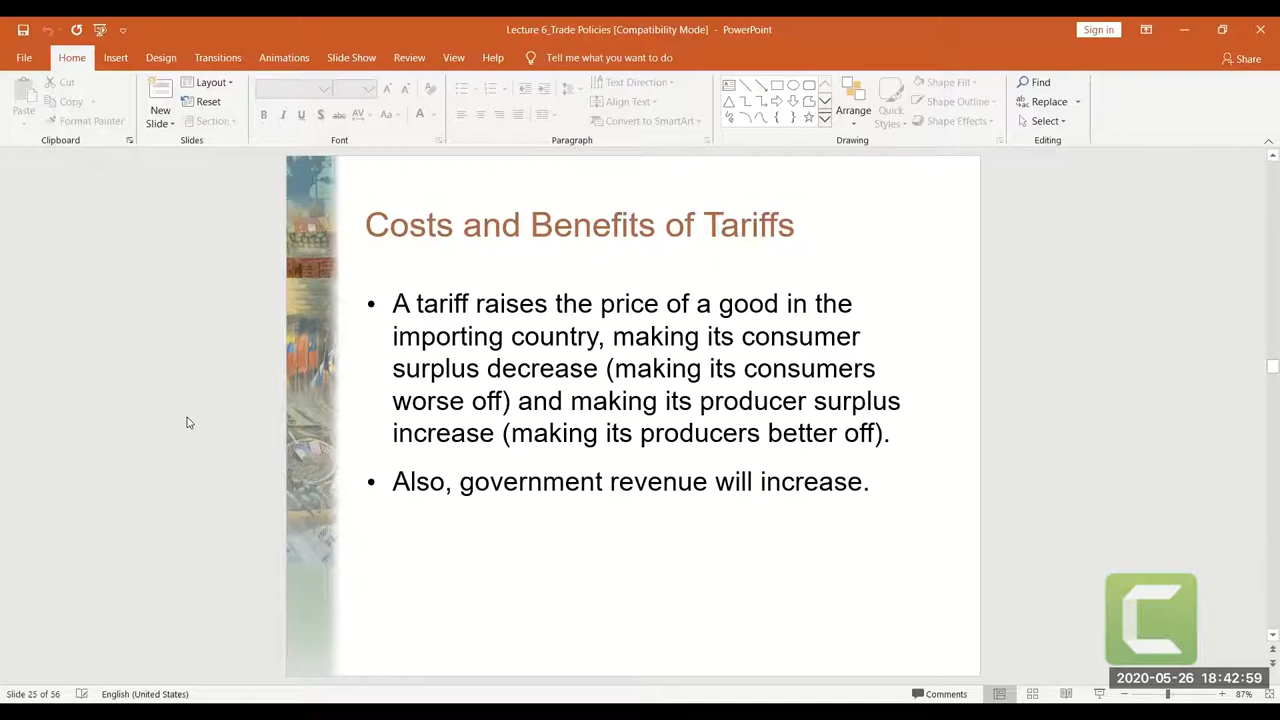 Lecture 6_Trade Policies [Compatibility Mode] - PowerPoint
Sign in
File Home Insert Design Transitions Animations Slide Show Review View Help Tell me what you want to do
Share
Paste
Cut
Copy
Format Painter
Clipboard
New
Slide
Layout
Reset
Section
Slides
Font
Text Direction
Align Text
Convert to SmartArt
Paragraph
Arrange
Quick
Styles
Shape Fill
Shape Outline
Shape Effects
Drawing
Find
Replace
Select
Editing
Costs and Benefits of Tariffs
• A tariff raises the price of a good in the
importing country, making its consumer
surplus decrease (making its consumers
worse off) and making its producer surplus
increase (making its producers better off).
• Also, government revenue will increase.
2020-05-26 18:42:59
Slide 25 of 56
English (United States)
Comments
87%